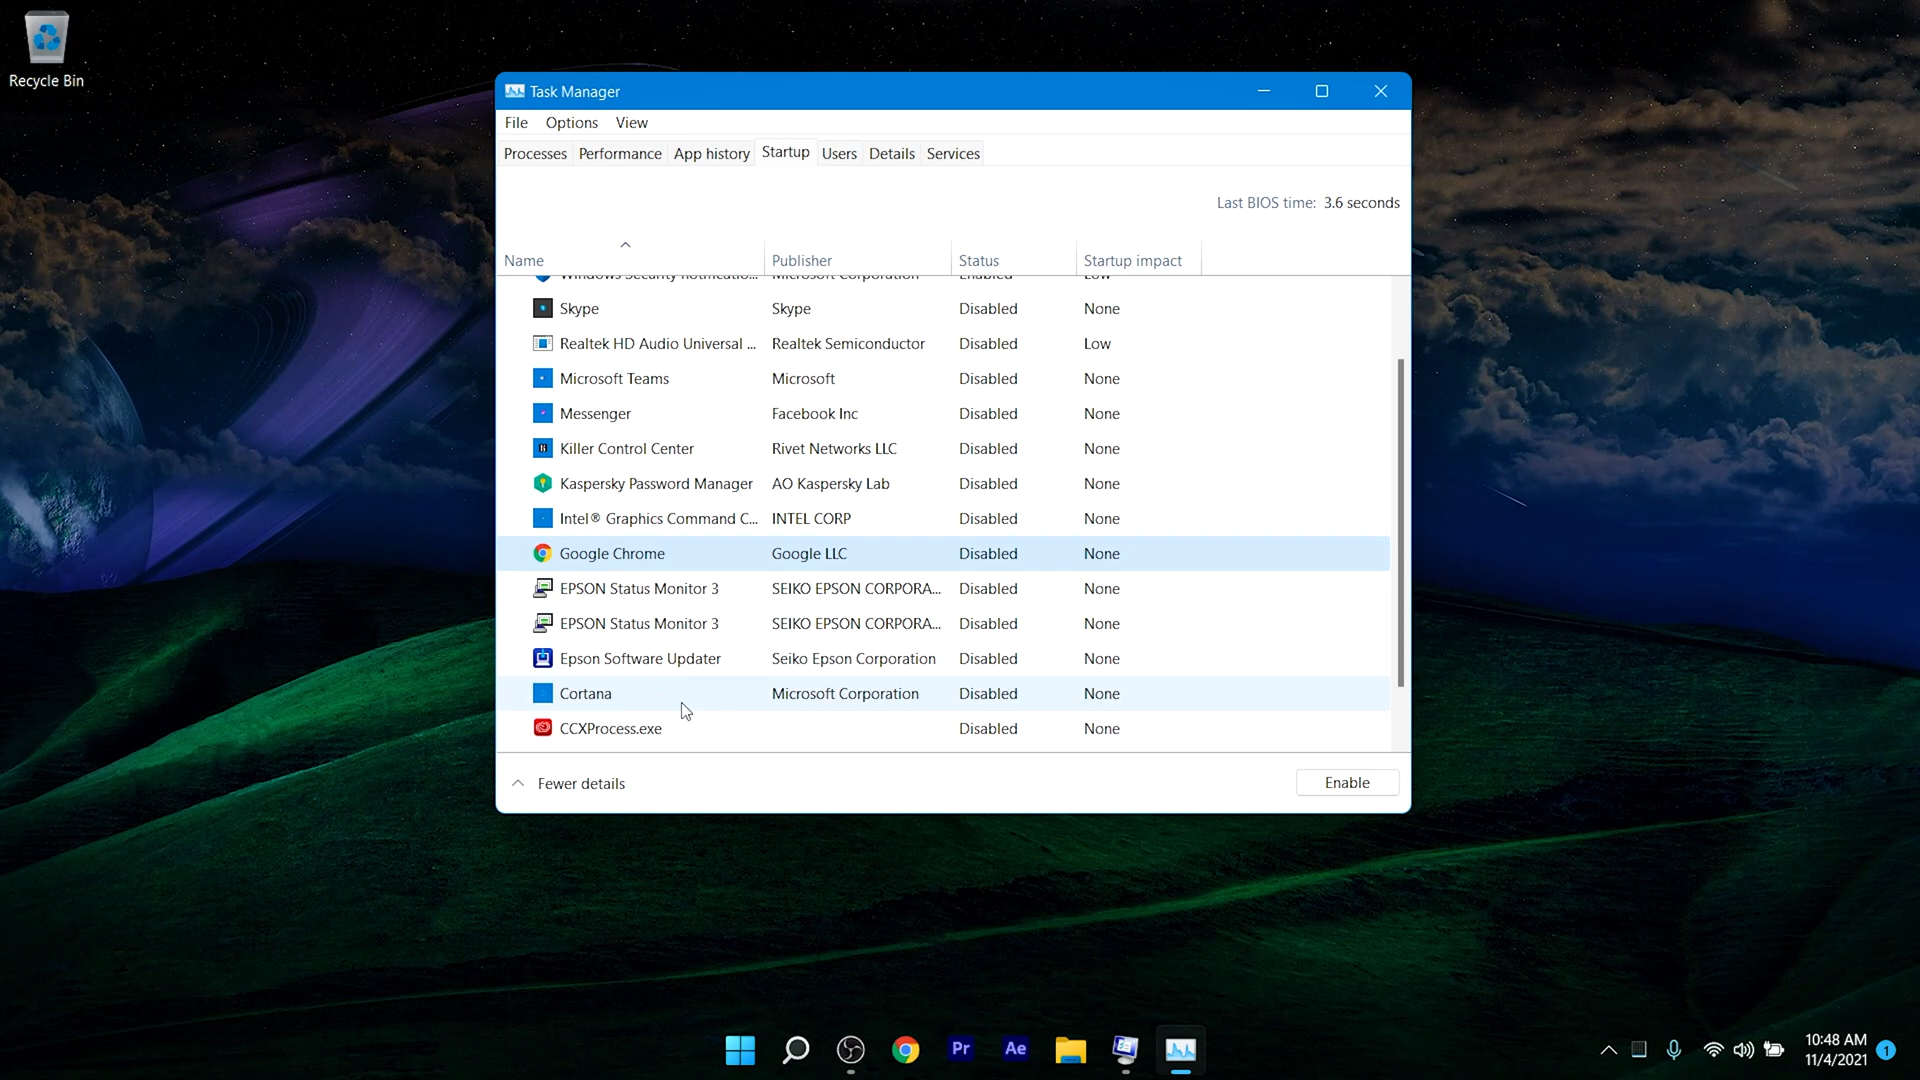 Recycle Bin
Task Manager
File Options View
Processes Performance App history Startup Users Details Services
Last BIOS time: 3.6 seconds
Name Publisher Status Startup impact
Windows Security notificatio... Microsoft Corporation Enabled Low
Skype Skype Disabled None
Realtek HD Audio Universal ... Realtek Semiconductor Disabled Low
Microsoft Teams Microsoft Disabled None
Messenger Facebook Inc Disabled None
Killer Control Center Rivet Networks LLC Disabled None
Kaspersky Password Manager AO Kaspersky Lab Disabled None
Intel® Graphics Command C... INTEL CORP Disabled None
Google Chrome Google LLC Disabled None
EPSON Status Monitor 3 SEIKO EPSON CORPORA... Disabled None
EPSON Status Monitor 3 SEIKO EPSON CORPORA... Disabled None
Epson Software Updater Seiko Epson Corporation Disabled None
Cortana Microsoft Corporation Disabled None
CCXProcess.exe Disabled None
Fewer details Enable
Pr Ae
10:48 AM
11/4/2021 1